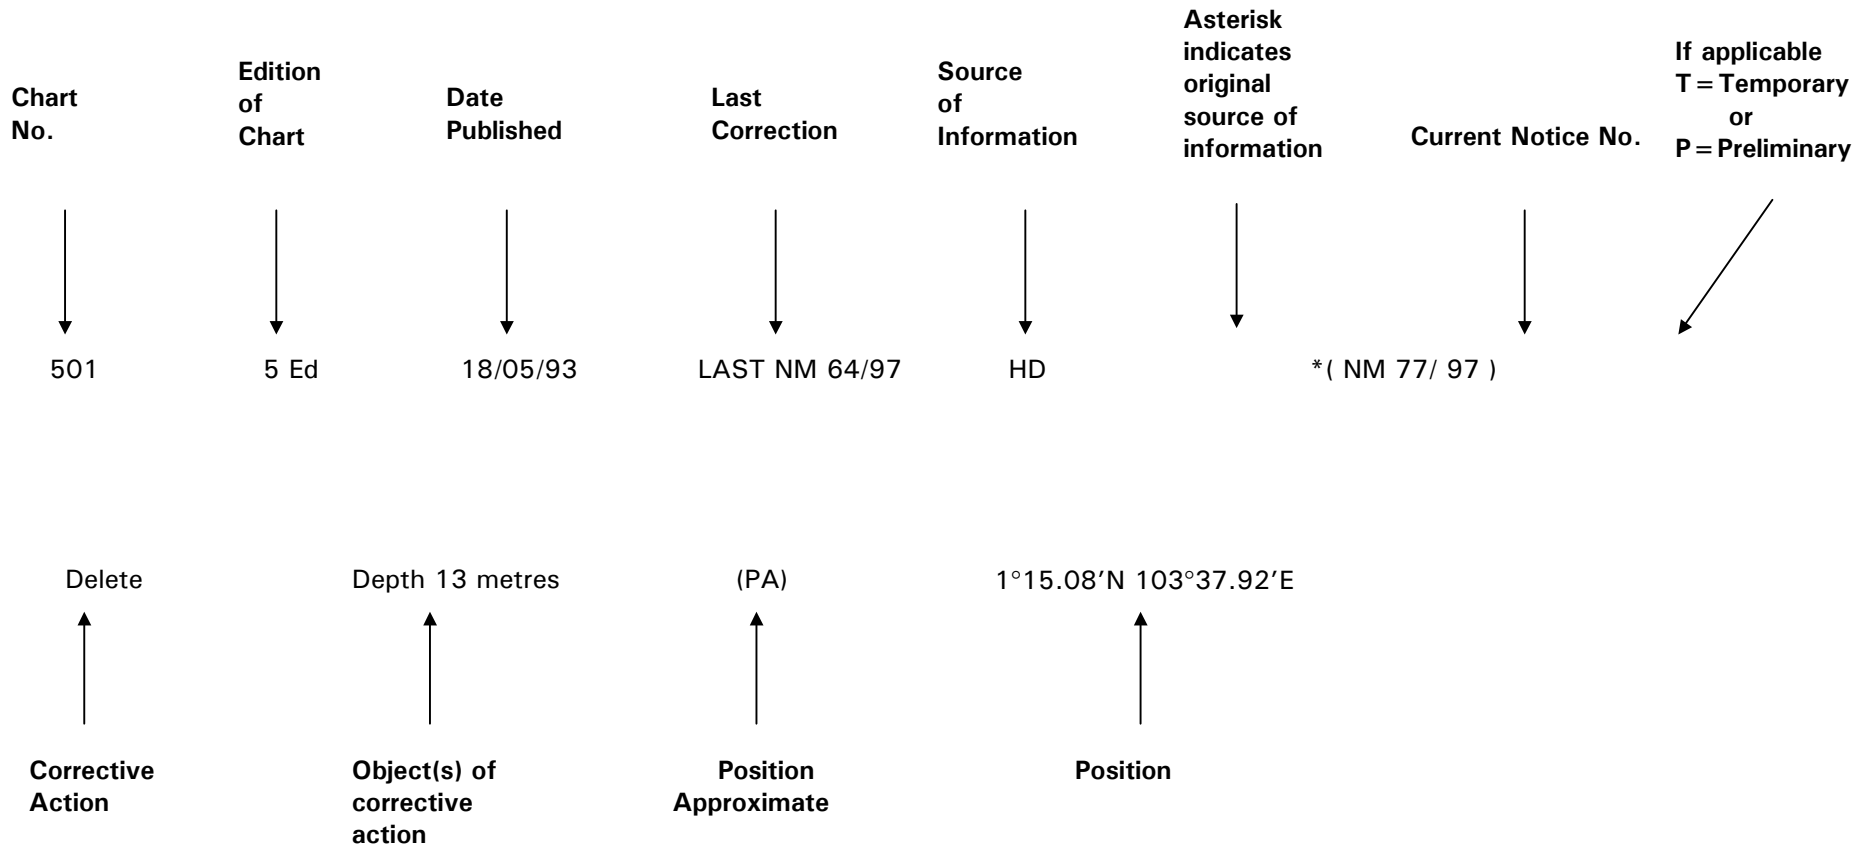 Chart
No.
Edition
of
Chart
Date
Published
Last
Correction
Source
of
Information
Asterisk
indicates
original
source of
information
Current Notice No.
If applicable
T=Temporary
or
P=Preliminary
501
5 Ed
18/05/93
LAST NM 64/97
HD
*( NM 77/ 97 )
Delete
Depth 13 metres
(PA)
1°15.08’N 103°37.92’E
Corrective
Action
Object(s) of
corrective
action
Position
Approximate
Position